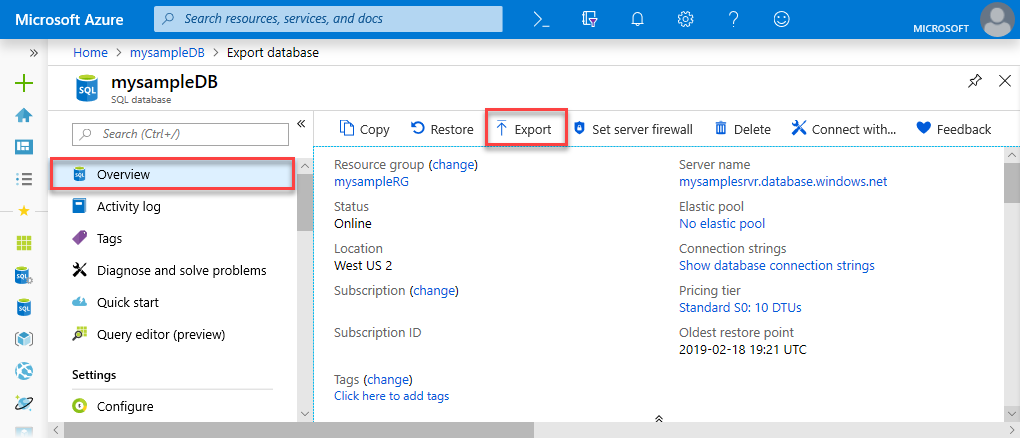 Microsoft Azure
Search resources, services, and docs
MICROSOFT
Home > mysampleDB > Export database
mysampleDB
SQL database
Search (Ctrl+/)
Copy
Restore
Export
Set server firewall
Delete
Connect with...
Feedback
Overview
Activity log
Tags
Diagnose and solve problems
Quick start
Query editor (preview)
Settings
Configure
Resource group (change)
mysampleRG
Status
Online
Location
West US 2
Subscription (change)
Subscription ID
Tags (change)
Click here to add tags
Server name
mysamplesrvr.database.windows.net
Elastic pool
No elastic pool
Connection strings
Show database connection strings
Pricing tier
Standard S0: 10 DTUs
Oldest restore point
2019-02-18 19:21 UTC